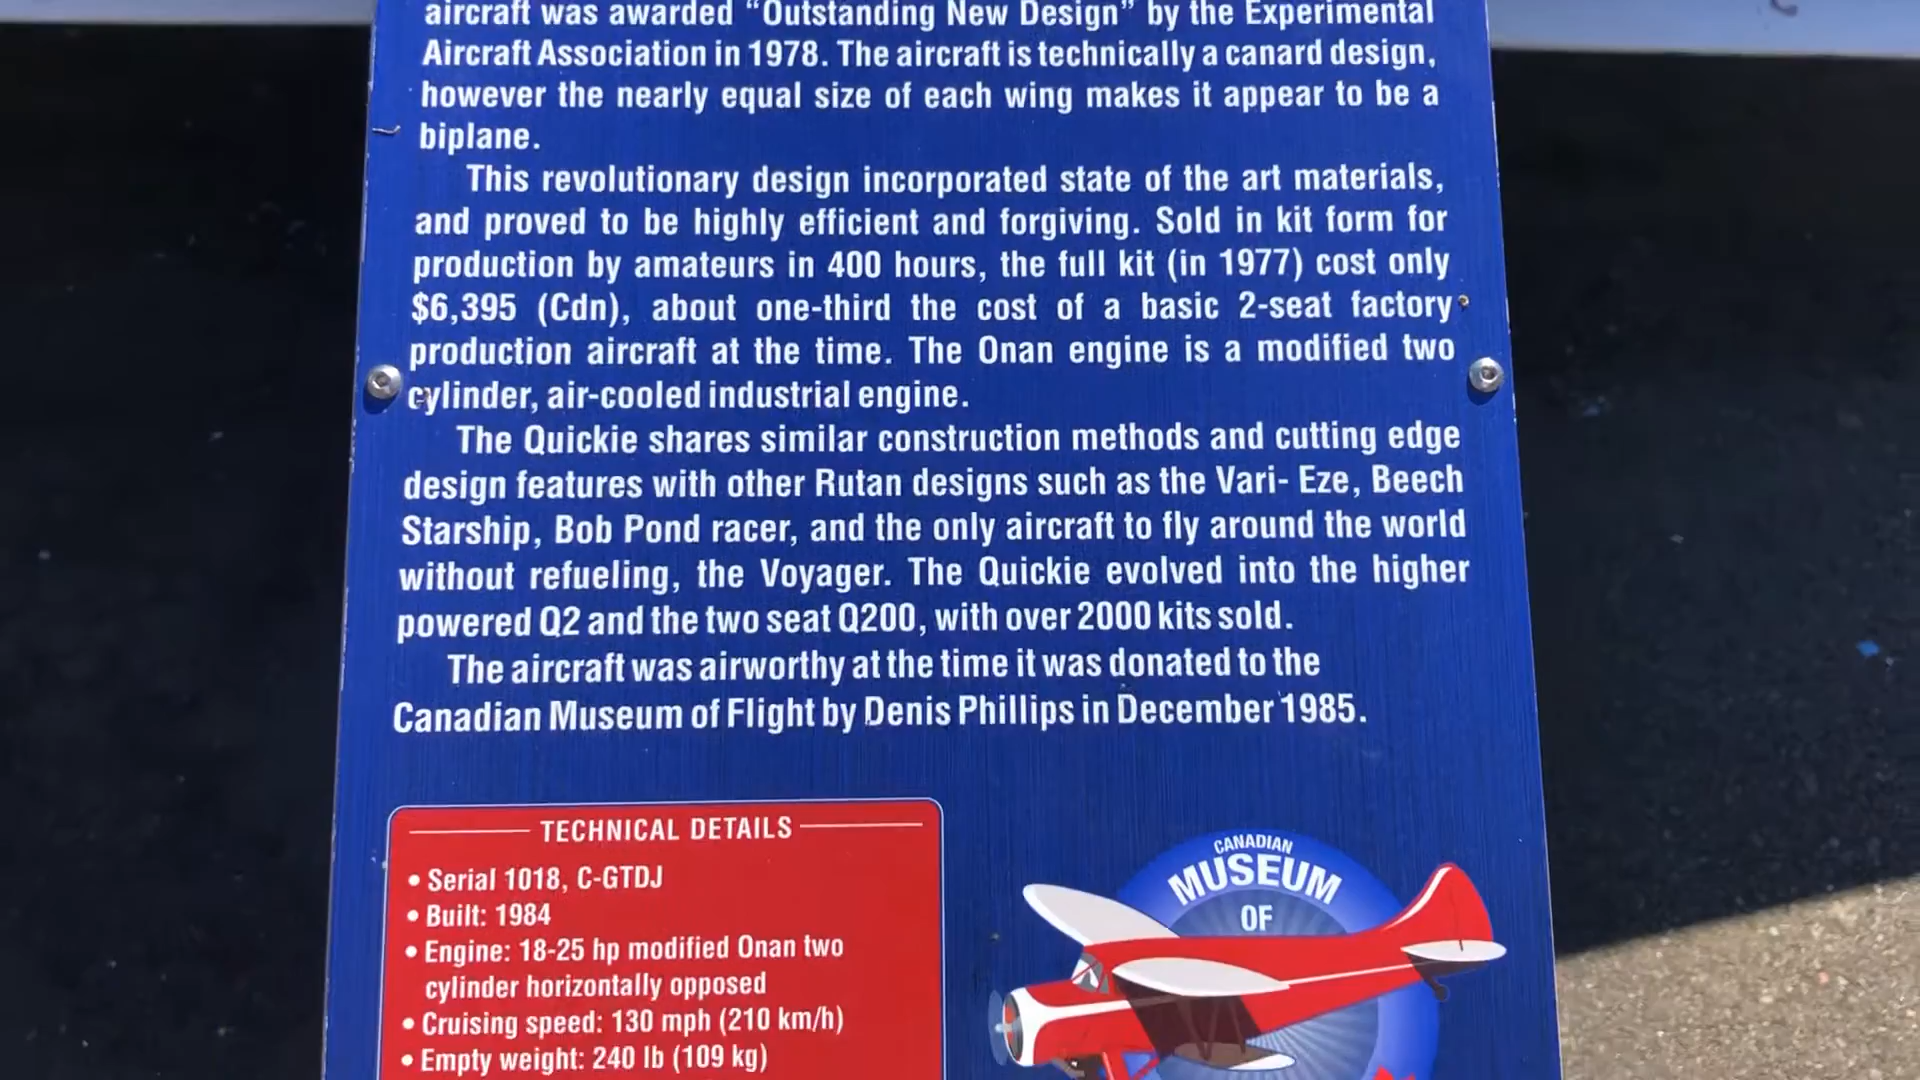 aircraft was awarded “Outstanding New Design” by the Experimental
Aircraft Association in 1978. The aircraft is technically a canard design,
however the nearly equal size of each wing makes it appear to be a
biplane.
This revolutionary design incorporated state of the art materials,
and proved to be highly efficient and forgiving. Sold in kit form for
production by amateurs in 400 hours, the full kit (in 1977) cost only
$6,395 (Cdn), about one-third the cost of a basic 2-seat factory
production aircraft at the time. The Onan engine is a modified two
cylinder, air-cooled industrial engine.
The Quickie shares similar construction methods and cutting edge
design features with other Rutan designs such as the Vari- Eze, Beech
Starship, Bob Pond racer, and the only aircraft to fly around the world
without refueling, the Voyager. The Quickie evolved into the higher
powered Q2 and the two seat Q200, with over 2000 kits sold.
The aircraft was airworthy at the time it was donated to the
Canadian Museum of Flight by Denis Phillips in December 1985.
TECHNICAL DETAILS
• Serial 1018, C-GTDJ
• Built: 1984
• Engine: 18-25 hp modified Onan two
cylinder horizontally opposed
• Cruising speed: 130 mph (210 km/h)
• Empty weight: 240 lb (109 kg)
CANADIAN
MUSEUM
OF